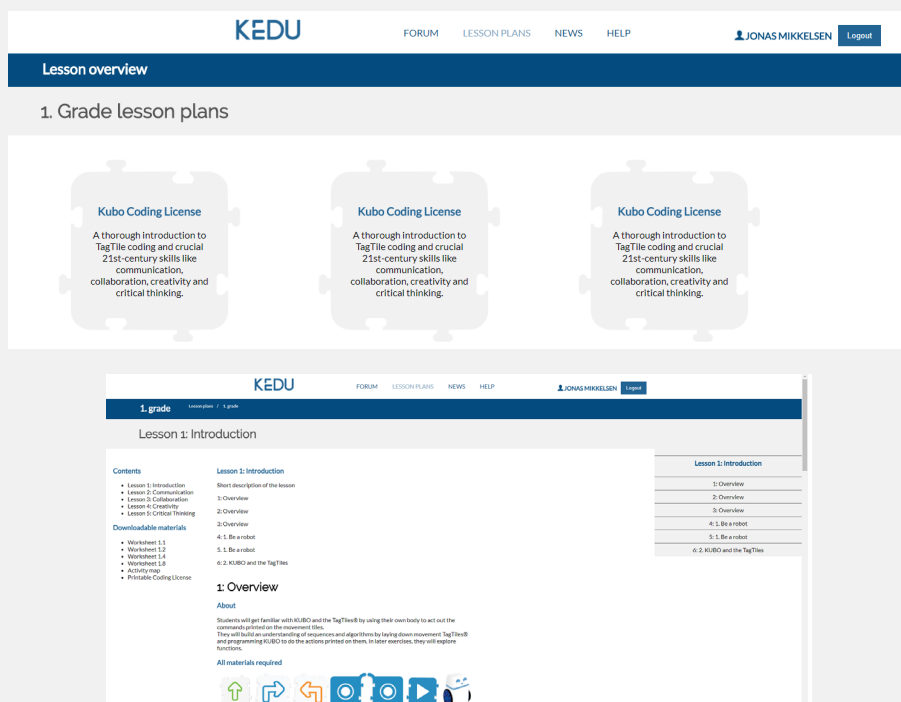 KEDU
FORUM LESSON PLANS NEWS HELP JONAS MIKKELSEN Logout
Lesson overview
1. Grade lesson plans
Kubo Coding License
A thorough introduction to
TagTile coding and crucial
21st-century skills like
communication,
collaboration, creativity and
critical thinking.
Kubo Coding License
A thorough introduction to
TagTile coding and crucial
21st-century skills like
communication,
collaboration, creativity and
critical thinking.
Kubo Coding License
A thorough introduction to
TagTile coding and crucial
21st-century skills like
communication,
collaboration, creativity and
critical thinking.
KEDU
FORUM LESSON PLANS NEWS HELP JONAS MIKKELSEN Logout
1. grade Lesson plans / 1. grade
Lesson 1: Introduction
Contents
Lesson 1: Introduction
Lesson 2: Communication
Lesson 3: Collaboration
Lesson 4: Creativity
Lesson 5: Critical Thinking
Downloadable materials
Worksheet 1.1
Worksheet 1.2
Worksheet 1.4
Worksheet 1.8
Activity map
Printable Coding License
Lesson 1: Introduction
Short description of the lesson
1: Overview
2: Overview
3: Overview
4: 1. Be a robot
5. 1. Be a robot
6: 2. KUBO and the TagTiles
1: Overview
About
Students will get familiar with KUBO and the TagTiles® by using their own body to act out the
commands printed on the movement tiles.
They will build an understanding of sequences and algorithms by laying down movement TagTiles®
and programming KUBO to do the actions printed on them. In later exercises, they will explore
functions.
All materials required
Lesson 1: Introduction
1: Overview
2: Overview
3: Overview
4: 1. Be a robot
5: 1. Be a robot
6: 2. KUBO and the TagTiles